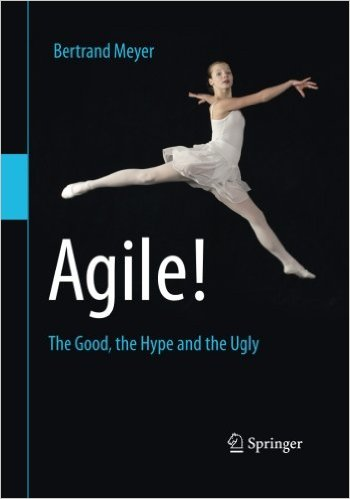 Bertrand Meyer
Agile!
The Good, the Hype and the Ugly
Springer